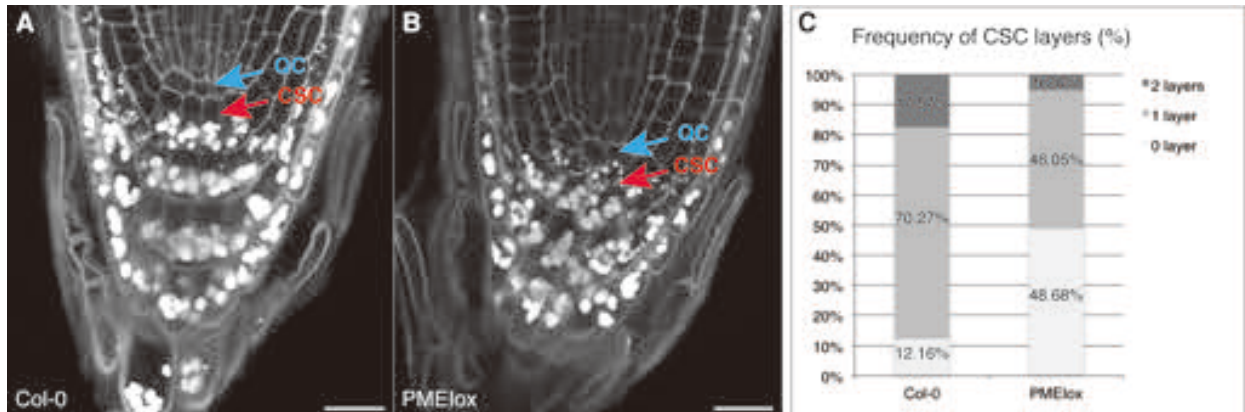 A
QC
CSC
Col-0
B
QC
CSC
PMEIox
C
Frequency of CSC layers (%)
100%
90%
80%
70%
60%
50%
40%
30%
20%
10%
0%
70.27%
12.16%
48.05%
48.68%
Col-0
PMEIox
2 layers
1 layer
0 layer